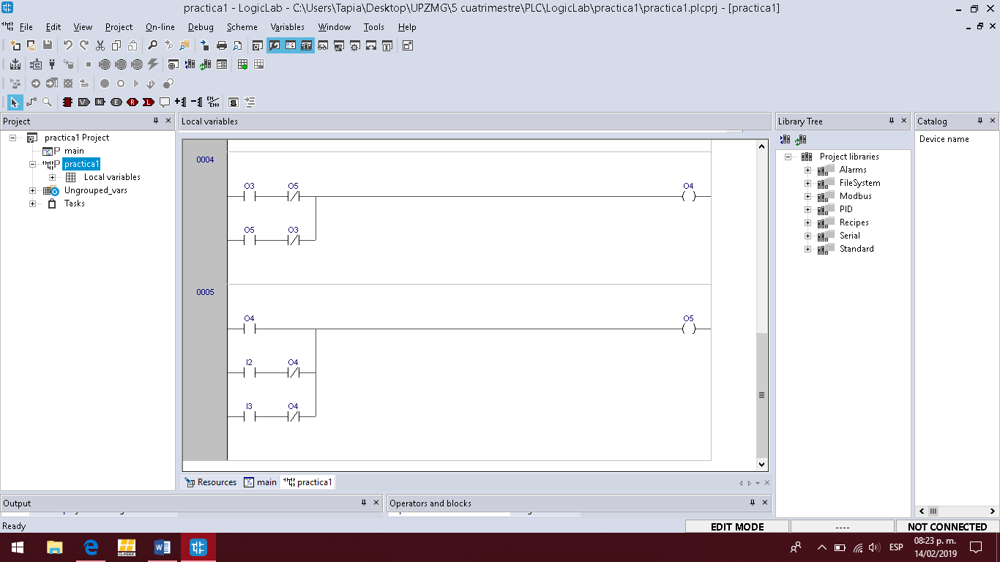 practica1 - LogicLab - C:\Users\Tapia\Desktop\UPZMG\5 cuatrimestre\PLC\LogicLab\practica1\practica1.plcprj - [practica1]
File Edit View Project On-line Debug Scheme Variables Window Tools Help
Project
practica1 Project
main
practica1
Local variables
Ungrouped_vars
Tasks
Local variables
0004
O3 O5 O4
O5 O3
0005
O4 O5
I2 O4
I3 O4
Resources main practica1
Library Tree
Project libraries
Alarms
FileSystem
Modbus
PID
Recipes
Serial
Standard
Catalog
Device name
Output
Operators and blocks
Ready
EDIT MODE
----
NOT CONNECTED
ESP
08:23 p. m.
14/02/2019